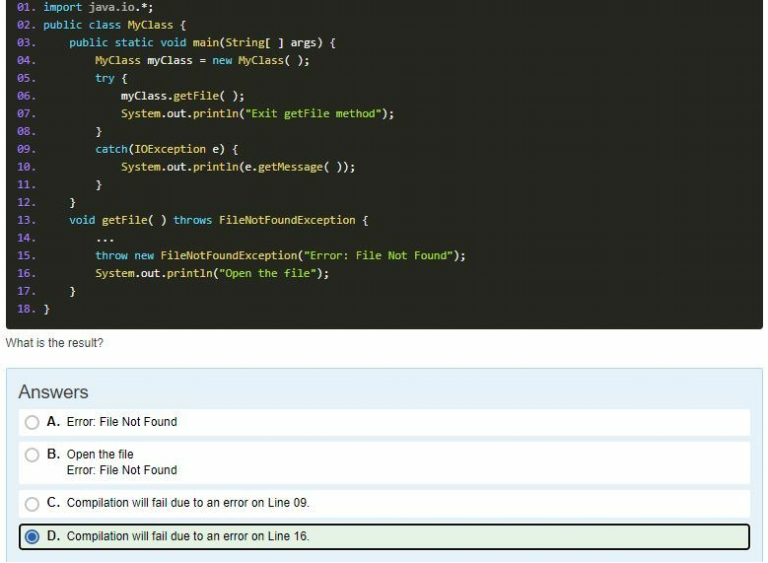 01. import java.io.*;
02. public class MyClass {
03. public static void main(String[ ] args) {
04. MyClass myClass = new MyClass( );
05. try {
06. myClass.getFile( );
07. System.out.println("Exit getFile method");
08. }
09. catch(IOException e) {
10. System.out.println(e.getMessage( ));
11. }
12. }
13. void getFile( ) throws FileNotFoundException {
14. ...
15. throw new FileNotFoundException("Error: File Not Found");
16. System.out.println("Open the file");
17. }
18. }
What is the result?
Answers
A. Error: File Not Found
B. Open the file
Error: File Not Found
C. Compilation will fail due to an error on Line 09.
D. Compilation will fail due to an error on Line 16.